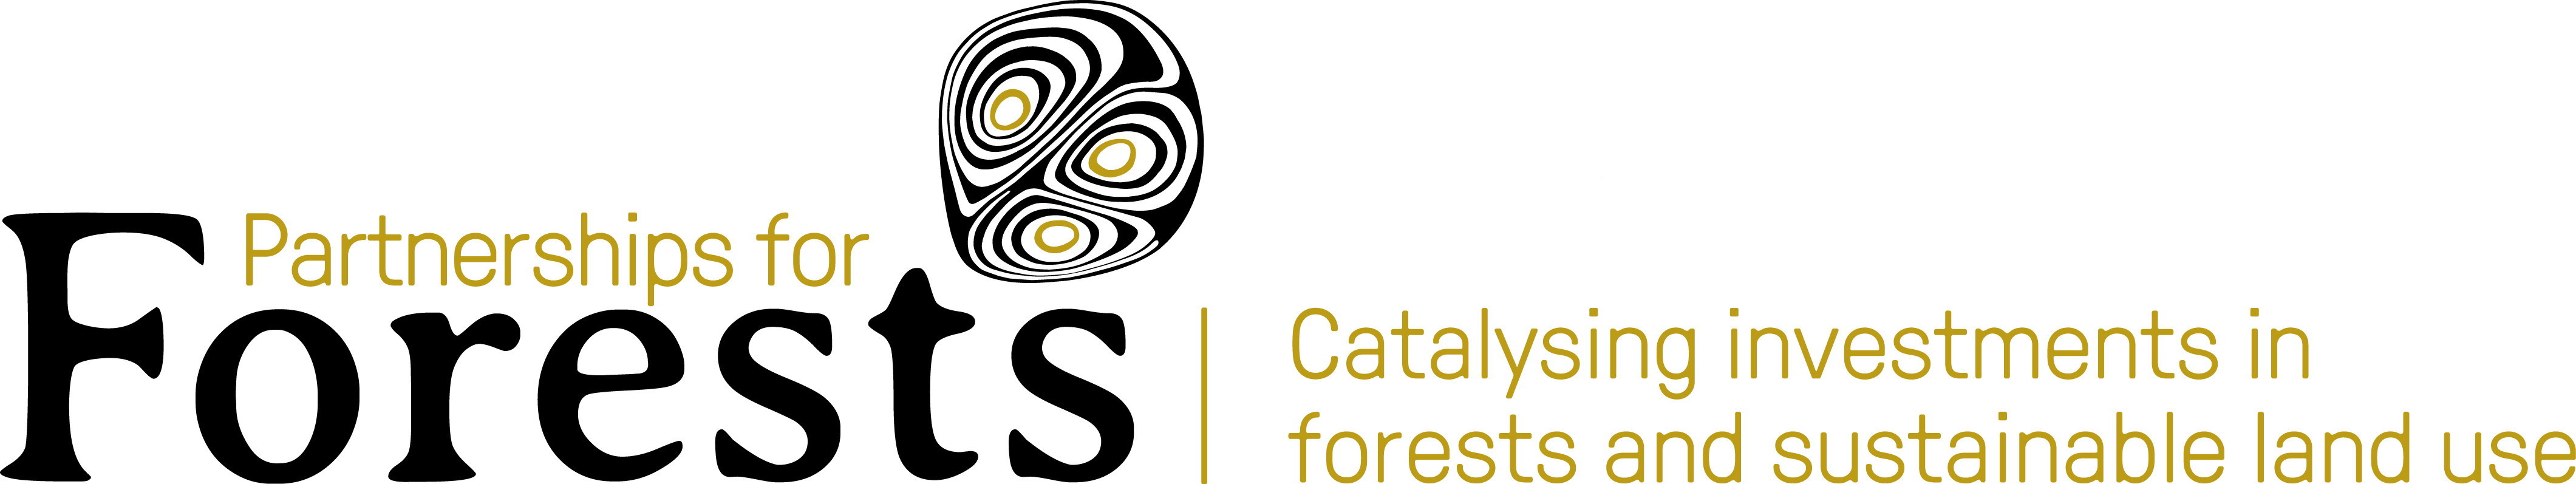 Partnerships for
Forests
Catalysing investments in
forests and sustainable land use